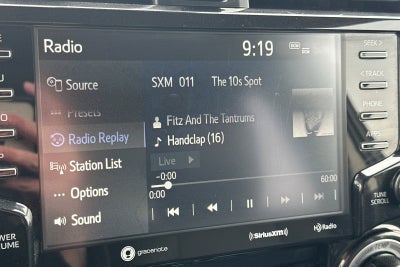 Radio
9:19
Source
SXM 011 The 10s Spot
Presets
Fitz And The Tantrums
Radio Replay
Handclap (16)
Station List
Live
-0:00
0:00
60:00
Options
Sound
SiriusXM
HD Radio
gracenote
SEEK >
< TRACK
PHONE
APPS
TUNE
SCROLL
POWER
VOLUME